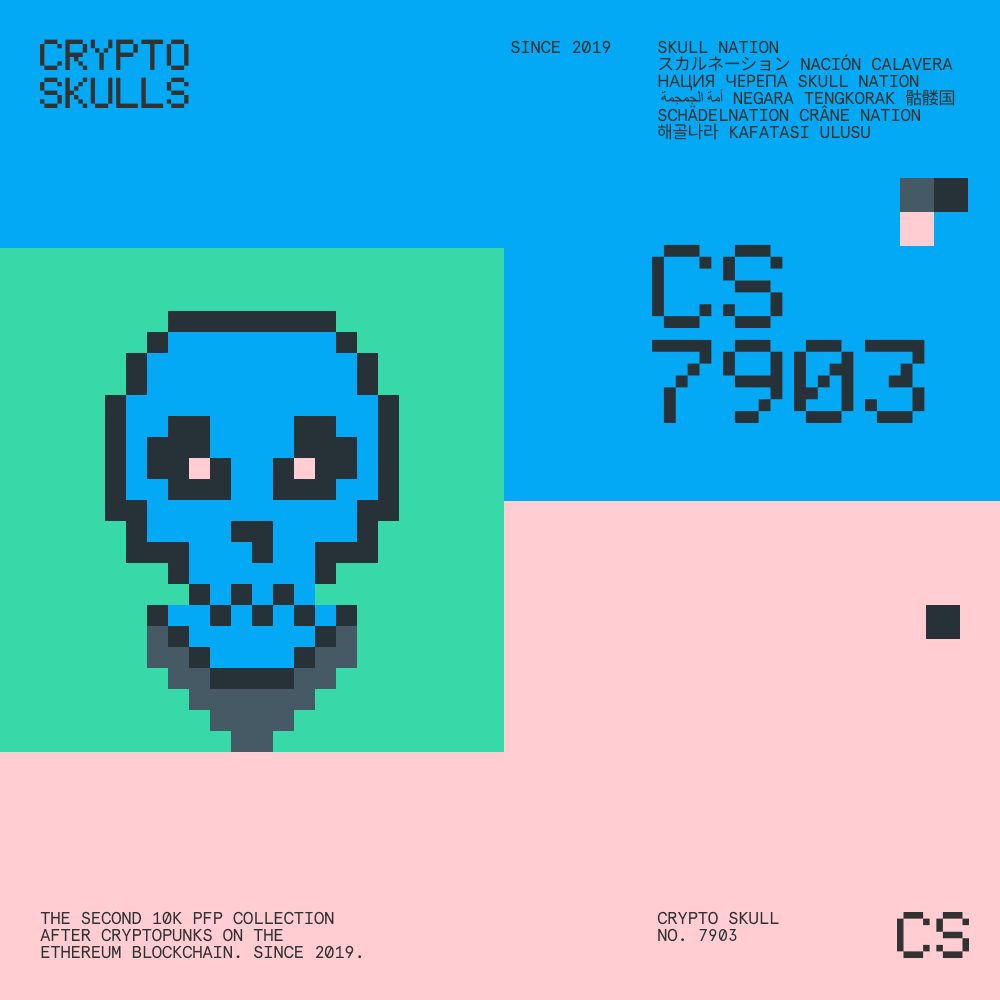 CRYPTO
SKULLS
SINCE 2019
SKULL NATION
スカルネーション NACIÓN CALAVERA
НАЦИЯ ЧЕРЕПА SKULL NATION
أمة الجمجمة NEGARA TENGKORAK 骷髅国
SCHÄDELNATION CRÂNE NATION
해골나라 KAFATASI ULUSU
CS
7903
THE SECOND 10K PFP COLLECTION
AFTER CRYPTOPUNKS ON THE
ETHEREUM BLOCKCHAIN. SINCE 2019.
CRYPTO SKULL
NO. 7903
CS